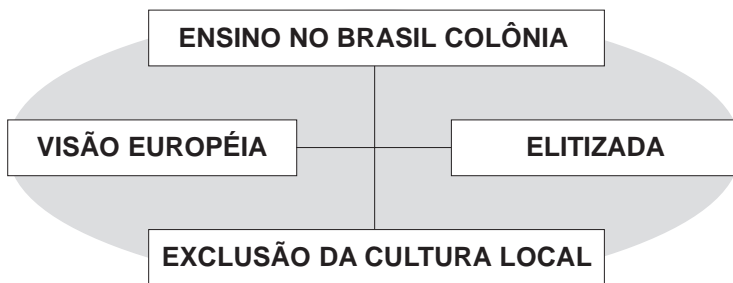 ENSINO NO BRASIL COLÔNIA
VISÃO EUROPÉIA
ELITIZADA
EXCLUSÃO DA CULTURA LOCAL